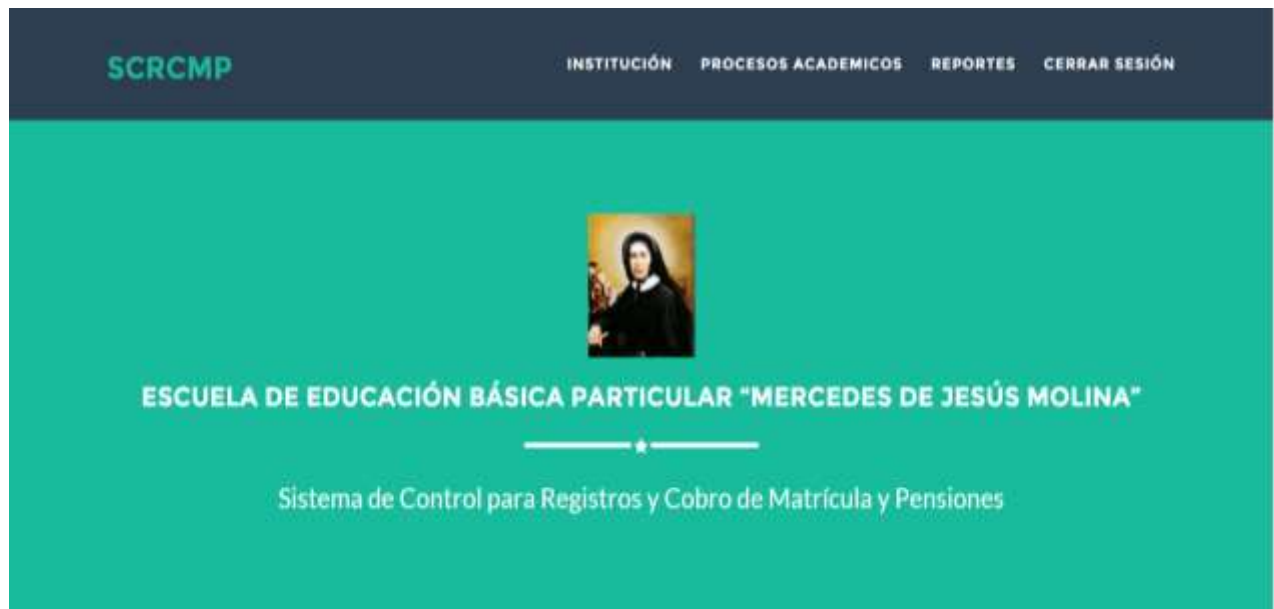 SCRCMP
INSTITUCIÓN PROCESOS ACADEMICOS REPORTES CERRAR SESIÓN
ESCUELA DE EDUCACIÓN BÁSICA PARTICULAR "MERCEDES DE JESÚS MOLINA"
Sistema de Control para Registros y Cobro de Matrícula y Pensiones